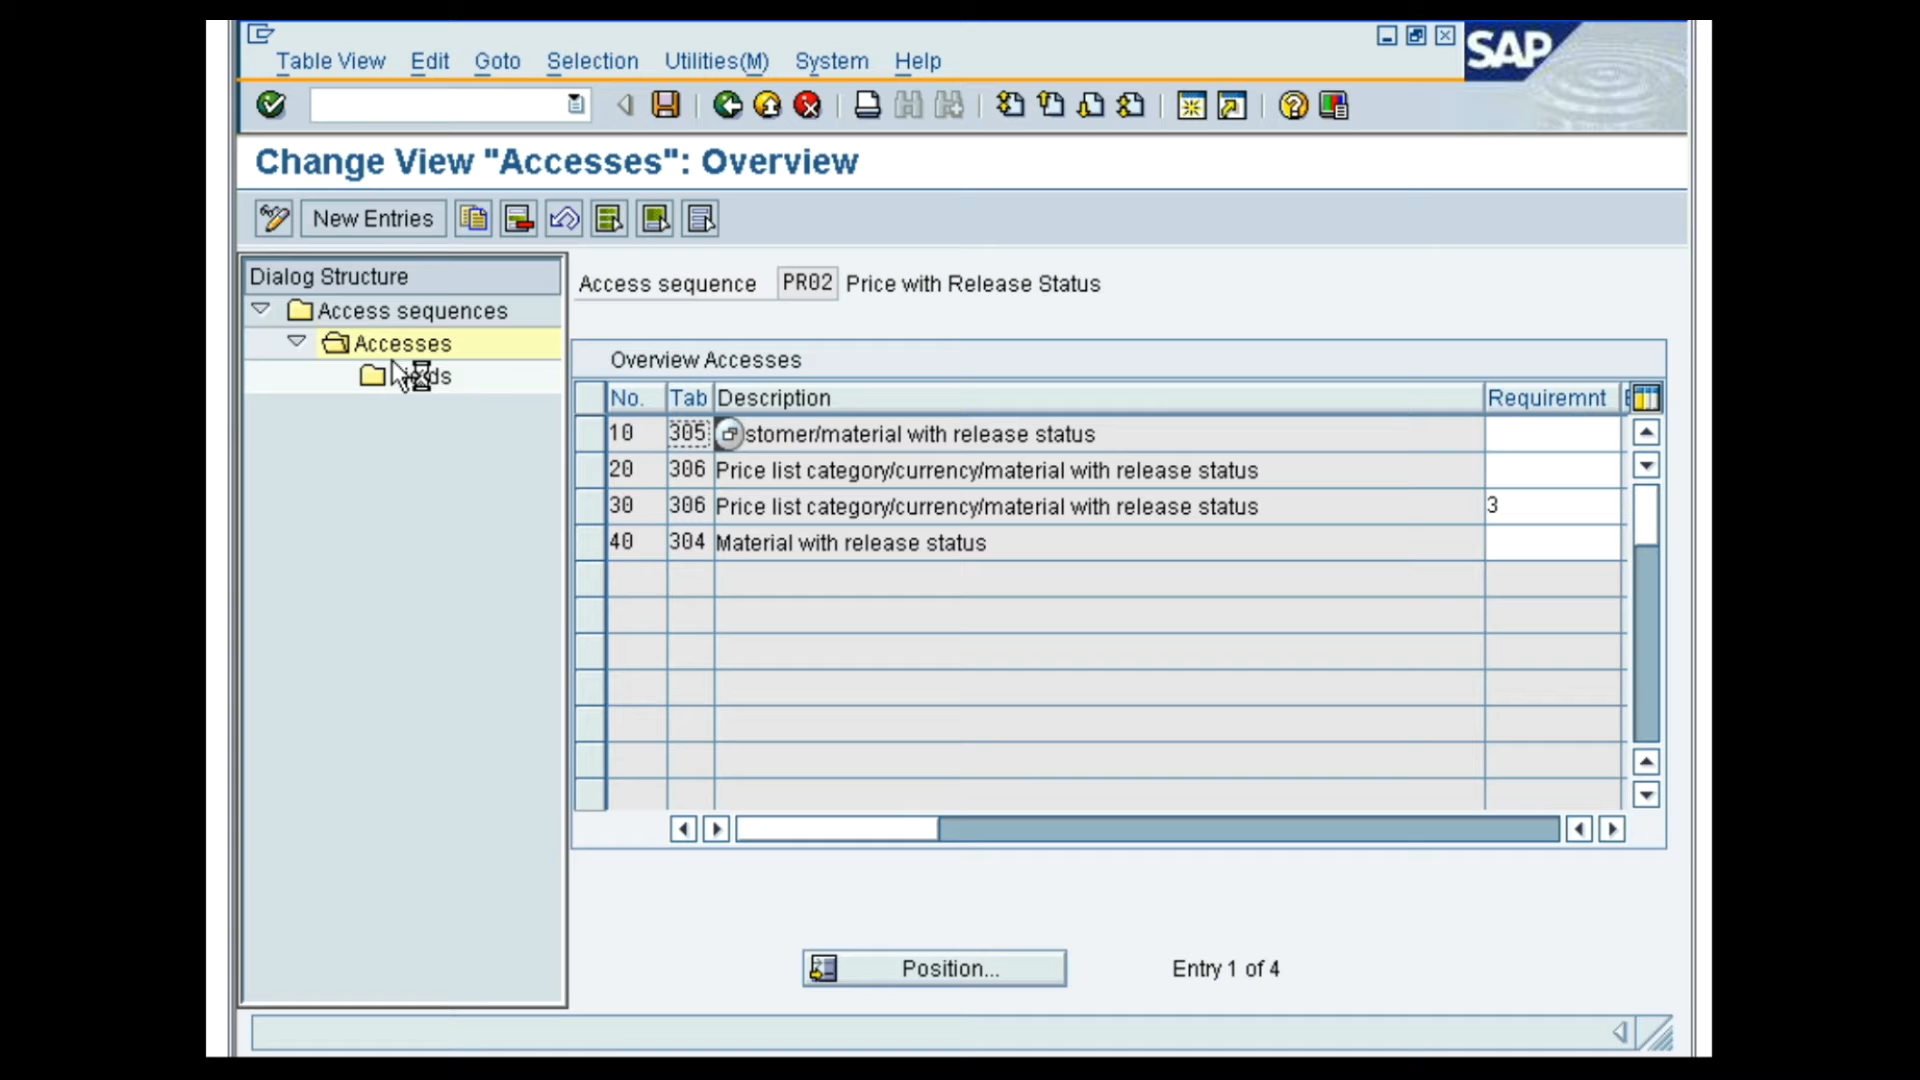 Table View Edit Goto Selection Utilities(M) System Help
SAP
Change View "Accesses": Overview
New Entries
Dialog Structure
Access sequences
Accesses
Access sequence PR02 Price with Release Status
Overview Accesses
No. Tab Description Requiremnt
10 305 stomer/material with release status
20 306 Price list category/currency/material with release status
30 306 Price list category/currency/material with release status 3
40 304 Material with release status
Position... Entry 1 of 4